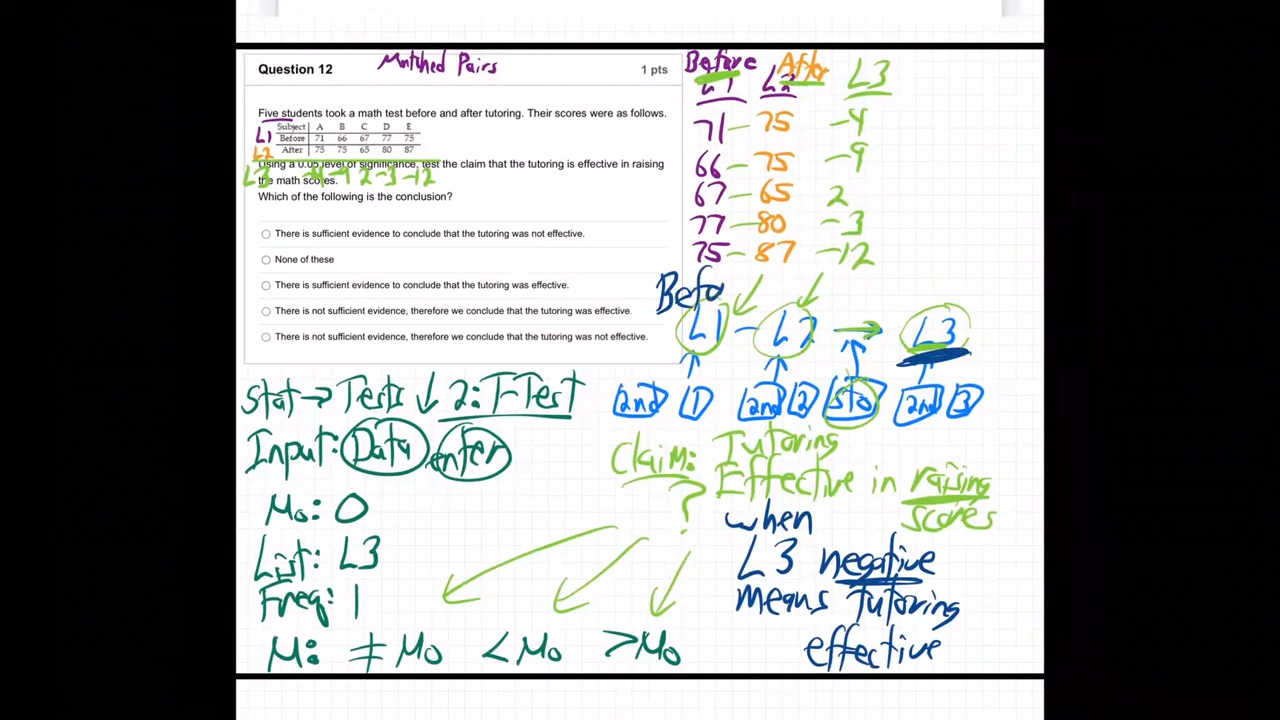 Question 12
Matched Pairs
1 pts
Five students took a math test before and after tutoring. Their scores were as follows.
Subject A B C D E
L1 Before 71 66 67 77 75
L2 After 75 75 65 80 87
Using a 0.05 level of significance, test the claim that the tutoring is effective in raising
L3 -4 -9 2 -3 -12
the math scores.
Which of the following is the conclusion?
There is sufficient evidence to conclude that the tutoring was not effective.
None of these
There is sufficient evidence to conclude that the tutoring was effective.
There is not sufficient evidence, therefore we conclude that the tutoring was effective.
There is not sufficient evidence, therefore we conclude that the tutoring was not effective.
Before After L3
L1 L2
71 - 75 -4
66 - 75 -9
67 - 65 2
77 - 80 -3
75 - 87 -12
Befo
L1 - L2 → L3
2nd 1 2nd 2 Sto 2nd 3
Stat → Tests ↓ 2: T-Test
Input: Data enter
μ0: 0
List: L3
Freq: 1
μ: ≠ μ0 < μ0 > μ0
Claim: Tutoring
Effective in raising
scores
?
when
L3 negative
means tutoring
effective